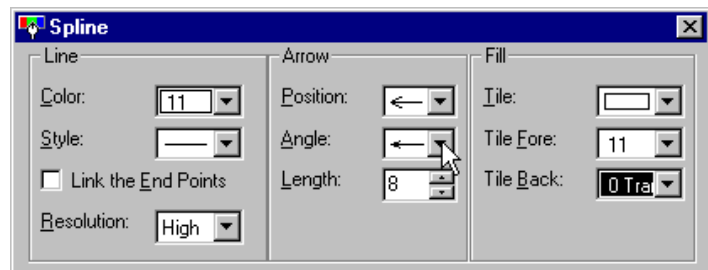 Spline
Line
Color: 11
Style:
Link the End Points
Resolution: High
Arrow
Position:
Angle:
Length: 8
Fill
Tile:
Tile Fore: 11
Tile Back: 0 Tra